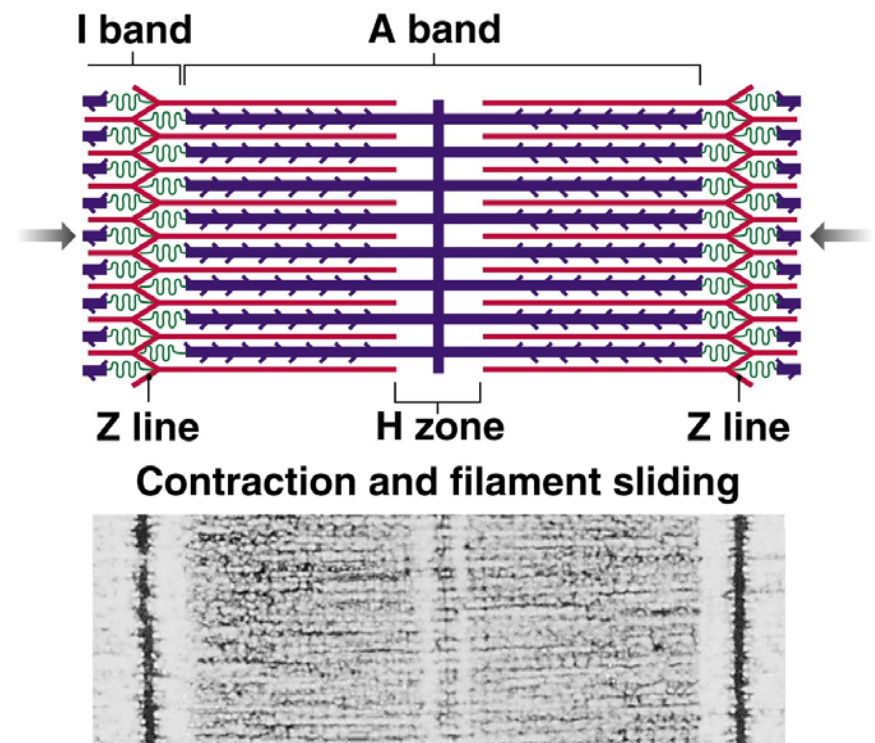 I band
A band
Z line
H zone
Z line
Contraction and filament sliding